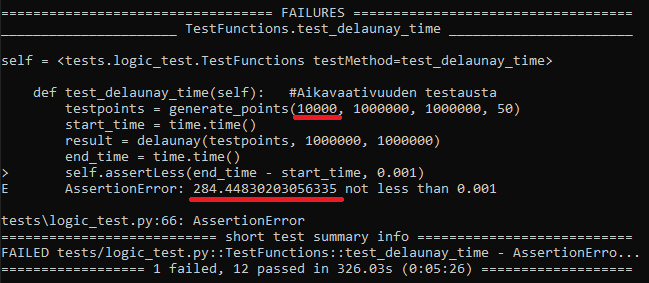 =================================== FAILURES ===================================
_______________________ TestFunctions.test_delaunay_time _______________________
self = <tests.logic_test.TestFunctions testMethod=test_delaunay_time>
    def test_delaunay_time(self):   #Aikavaativuuden testausta
        testpoints = generate_points(10000, 1000000, 1000000, 50)
        start_time = time.time()
        result = delaunay(testpoints, 1000000, 1000000)
        end_time = time.time()
>       self.assertLess(end_time - start_time, 0.001)
E       AssertionError: 284.44830203056335 not less than 0.001
tests\logic_test.py:66: AssertionError
=========================== short test summary info ===========================
FAILED tests/logic_test.py::TestFunctions::test_delaunay_time - AssertionErro...
================== 1 failed, 12 passed in 326.03s (0:05:26) ===================